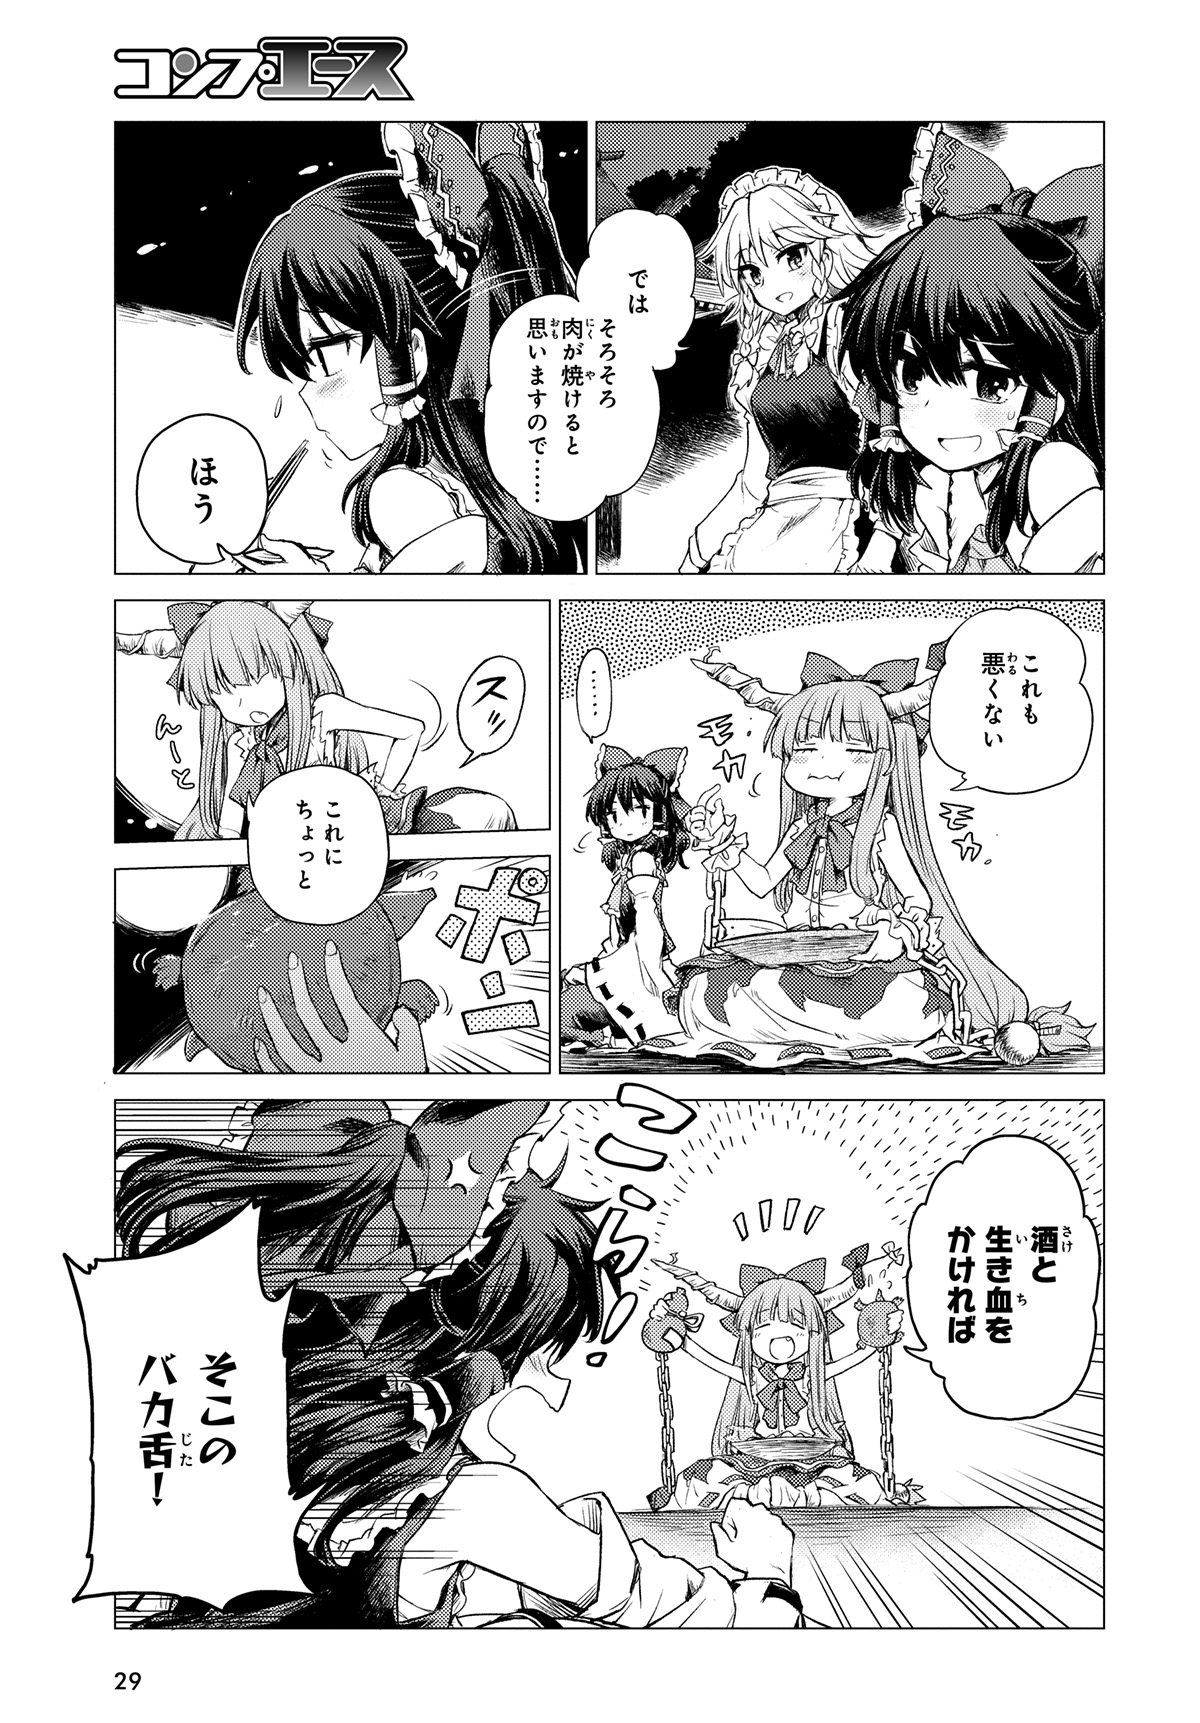 コンプエース
では
そろそろ
肉が焼けると
思いますので……
ほう
これも
悪くない
……
モ、カ、
モカ
スッ
んーと
これに
ちょっと
ポン
酒と
生き血を
かければ
こら!
そこの
バカ舌!
29